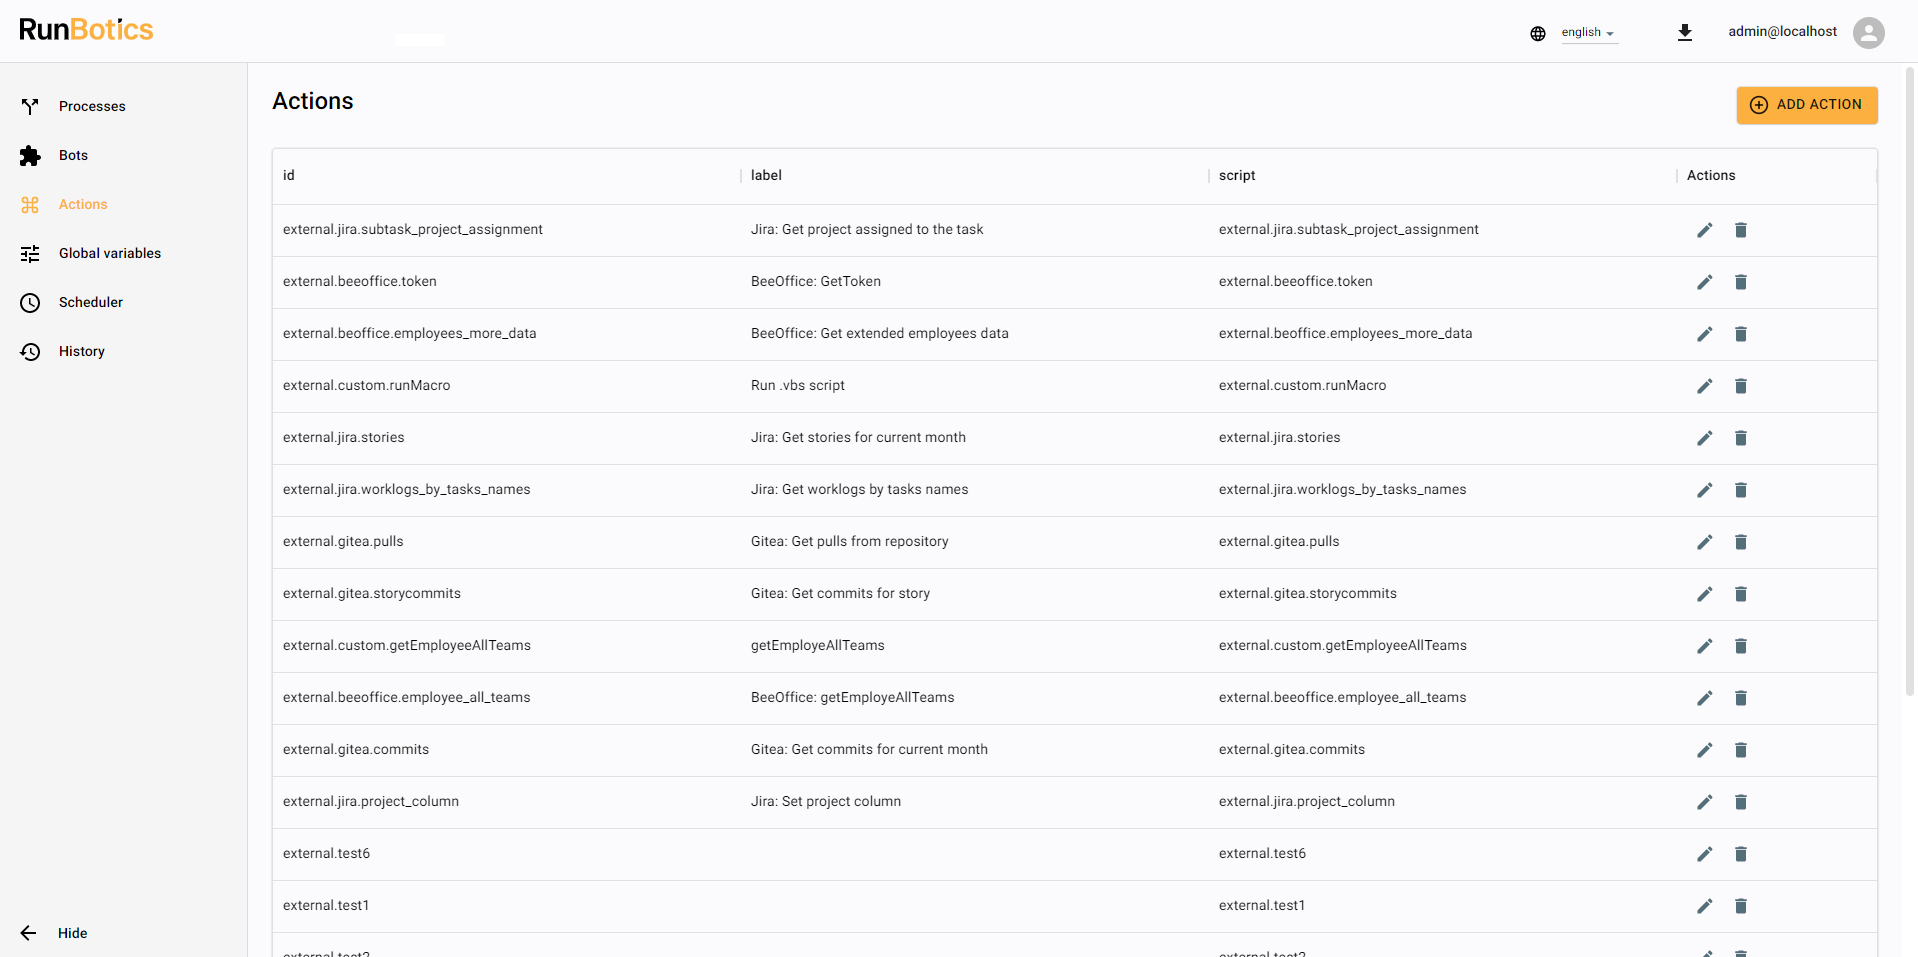 RunBotics
english
admin@localhost
Processes
Bots
Actions
Global variables
Scheduler
History
Hide
Actions
ADD ACTION
id label script Actions
external.jira.subtask_project_assignment Jira: Get project assigned to the task external.jira.subtask_project_assignment
external.beeoffice.token BeeOffice: GetToken external.beeoffice.token
external.beoffice.employees_more_data BeeOffice: Get extended employees data external.beoffice.employees_more_data
external.custom.runMacro Run .vbs script external.custom.runMacro
external.jira.stories Jira: Get stories for current month external.jira.stories
external.jira.worklogs_by_tasks_names Jira: Get worklogs by tasks names external.jira.worklogs_by_tasks_names
external.gitea.pulls Gitea: Get pulls from repository external.gitea.pulls
external.gitea.storycommits Gitea: Get commits for story external.gitea.storycommits
external.custom.getEmployeeAllTeams getEmployeAllTeams external.custom.getEmployeeAllTeams
external.beeoffice.employee_all_teams BeeOffice: getEmployeAllTeams external.beeoffice.employee_all_teams
external.gitea.commits Gitea: Get commits for current month external.gitea.commits
external.jira.project_column Jira: Set project column external.jira.project_column
external.test6 external.test6
external.test1 external.test1